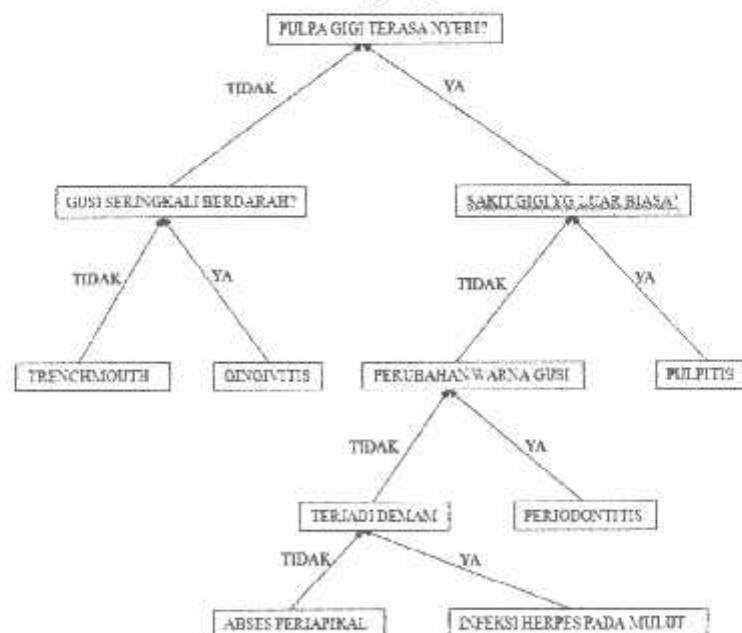 PULPA GIGI TERASA NYERI?
TIDAK YA
GUSI SERINGKALI BERDARAH? SAKIT GIGI YG LUAR BIASA?
TIDAK YA TIDAK YA
TRENCHMOUTH GINGIVITIS PERUBAHAN WARNA GUSI PULPITIS
TIDAK YA
TERJADI DEMAM PERIODONTITIS
TIDAK YA
ABSES PERIAPIKAL INFEKSI HERPES PADA MULUT